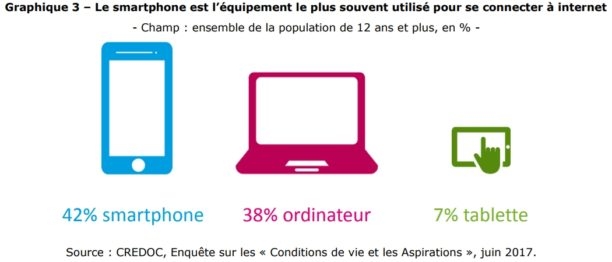 Graphique 3 – Le smartphone est l’équipement le plus souvent utilisé pour se connecter à internet
- Champ : ensemble de la population de 12 ans et plus, en % -
42% smartphone 38% ordinateur 7% tablette
Source : CREDOC, Enquête sur les « Conditions de vie et les Aspirations », juin 2017.